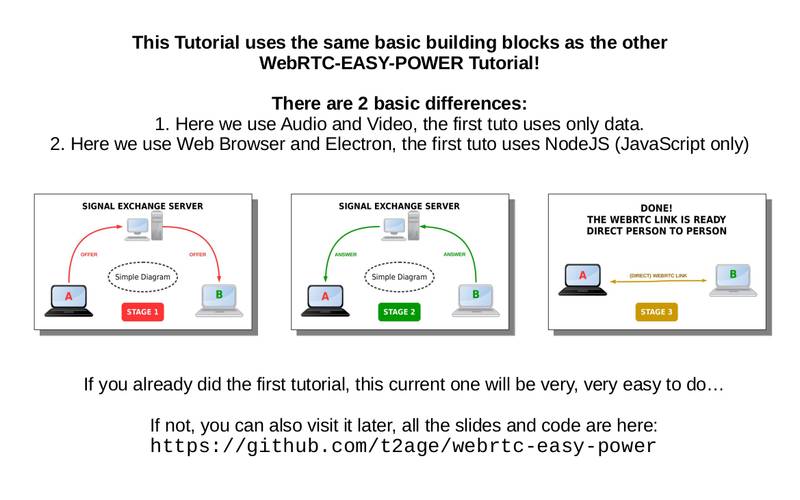 This Tutorial uses the same basic building blocks as the other
WebRTC-EASY-POWER Tutorial!
There are 2 basic differences:
1. Here we use Audio and Video, the first tuto uses only data.
2. Here we use Web Browser and Electron, the first tuto uses NodeJS (JavaScript only)
SIGNAL EXCHANGE SERVER
OFFER
OFFER
Simple Diagram
A
B
STAGE 1
SIGNAL EXCHANGE SERVER
ANSWER
ANSWER
Simple Diagram
A
B
STAGE 2
DONE!
THE WEBRTC LINK IS READY
DIRECT PERSON TO PERSON
A
(DIRECT) WEBRTC LINK
B
STAGE 3
If you already did the first tutorial, this current one will be very, very easy to do…
If not, you can also visit it later, all the slides and code are here:
https://github.com/t2age/webrtc-easy-power